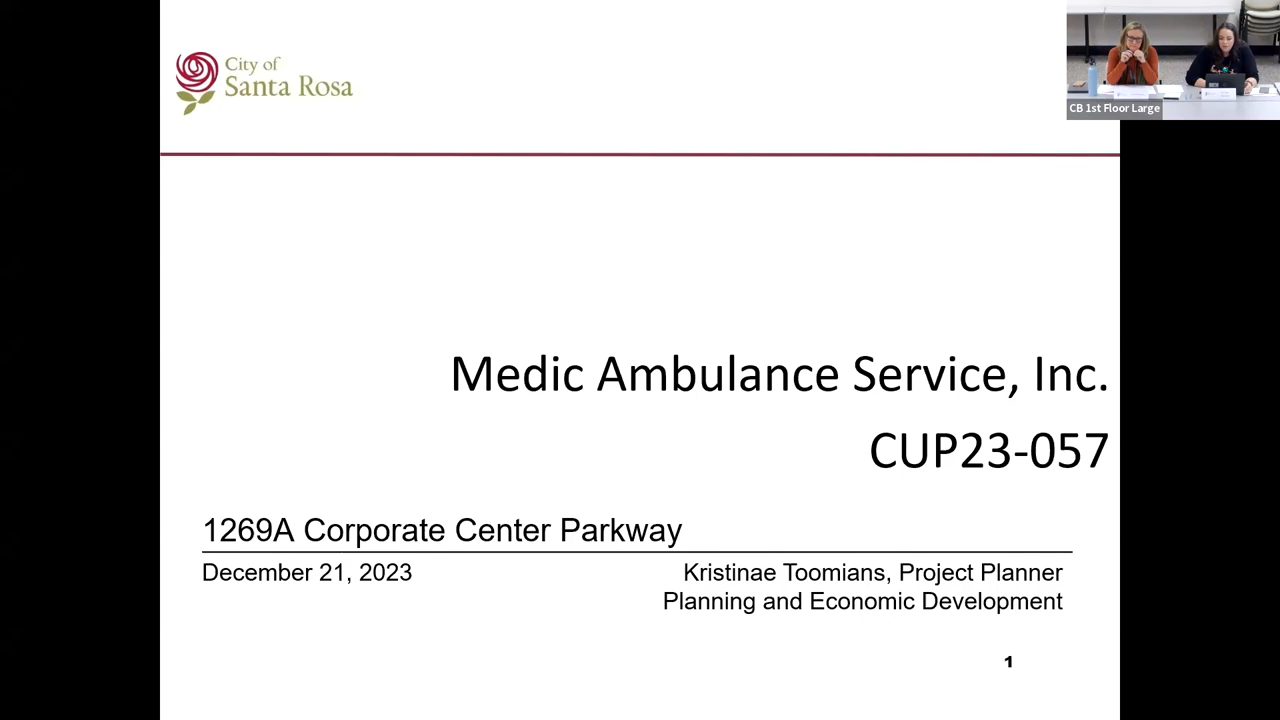 City of
Santa Rosa
CB 1st Floor Large
Medic Ambulance Service, Inc.
CUP23-057
1269A Corporate Center Parkway
December 21, 2023
Kristinae Toomians, Project Planner
Planning and Economic Development
1